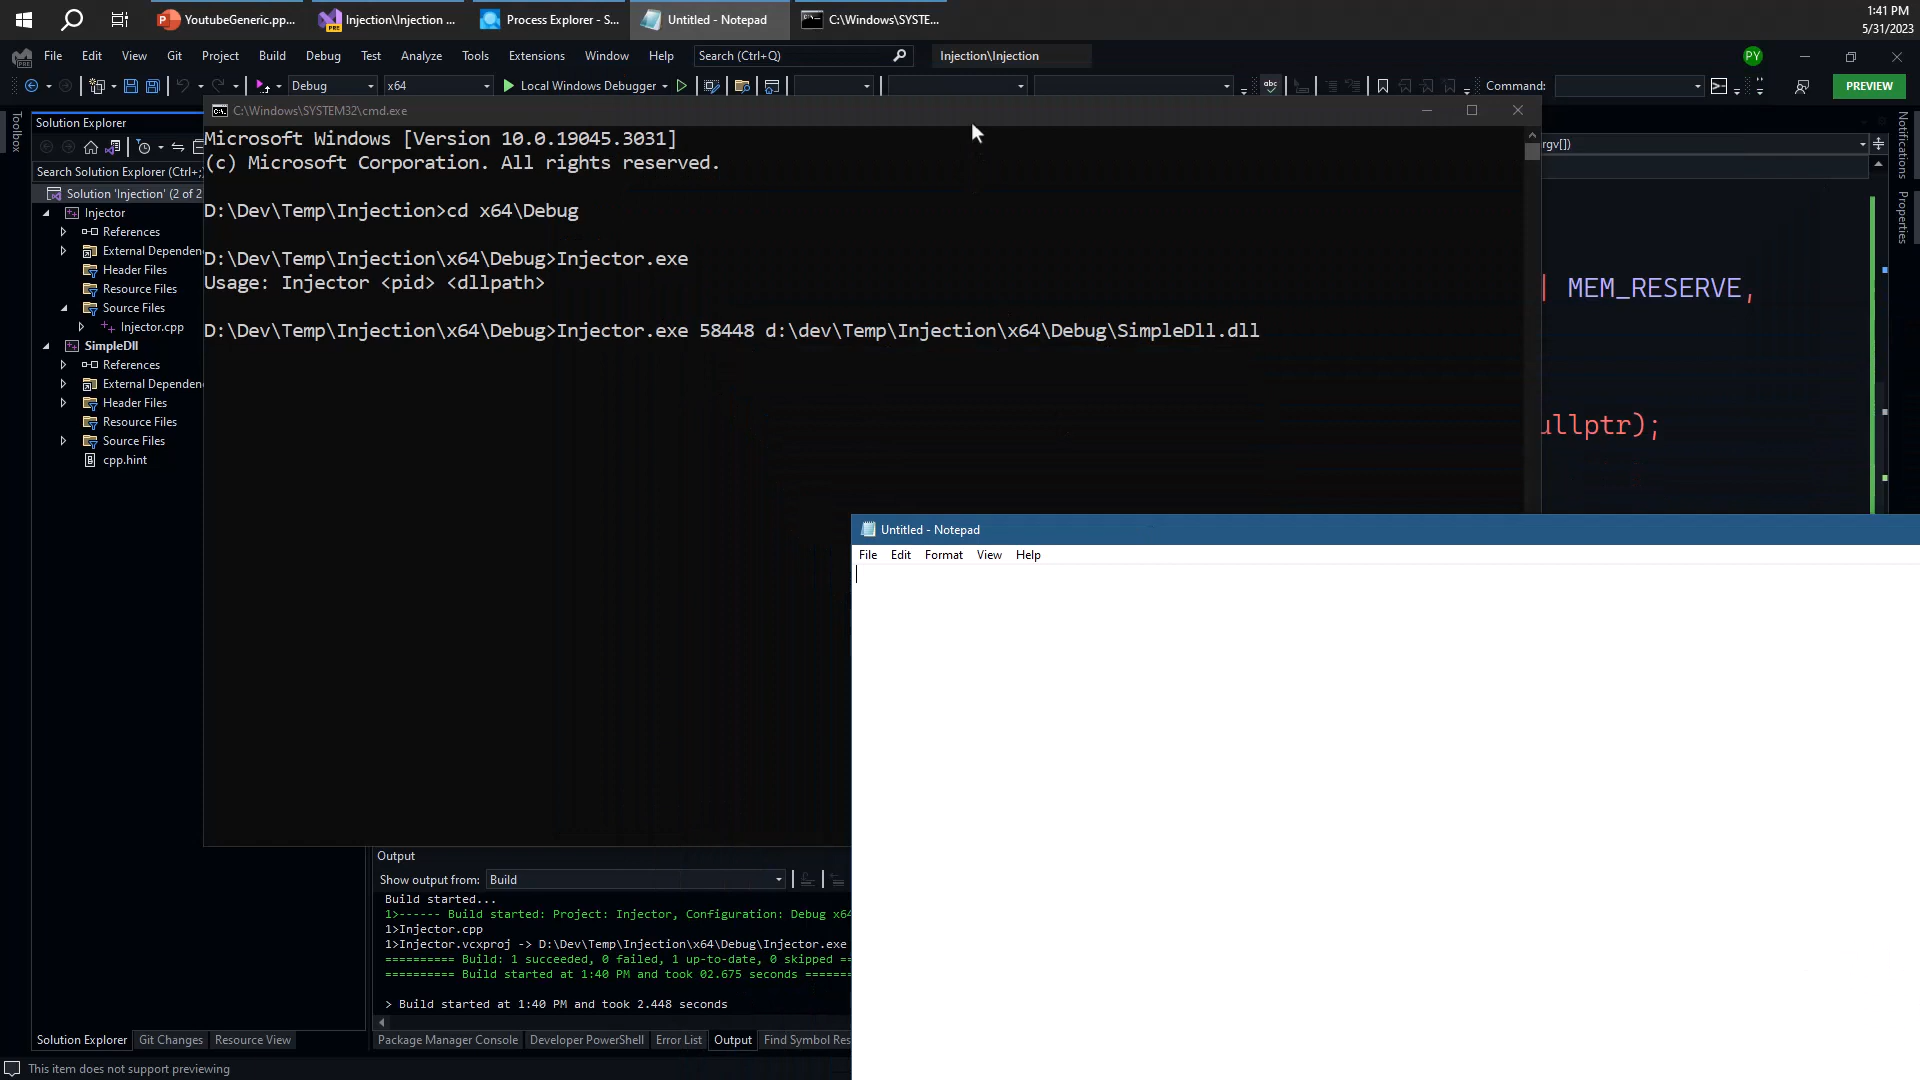 YoutubeGeneric.pp...
Injection\Injection ...
Process Explorer - S...
Untitled - Notepad
C:\Windows\SYSTE...
1:41 PM
5/31/2023
File Edit View Git Project Build Debug Test Analyze Tools Extensions Window Help
Search (Ctrl+Q)
Injection\Injection
PY
Debug
x64
Local Windows Debugger
abc
Command:
PREVIEW
Toolbox
Solution Explorer
Search Solution Explorer (Ctrl+;
Solution 'Injection' (2 of 2
Injector
References
External Dependen
Header Files
Resource Files
Source Files
Injector.cpp
SimpleDll
References
External Dependen
Header Files
Resource Files
Source Files
cpp.hint
C:\Windows\SYSTEM32\cmd.exe
Microsoft Windows [Version 10.0.19045.3031]
(c) Microsoft Corporation. All rights reserved.
D:\Dev\Temp\Injection>cd x64\Debug
D:\Dev\Temp\Injection\x64\Debug>Injector.exe
Usage: Injector <pid> <dllpath>
D:\Dev\Temp\Injection\x64\Debug>Injector.exe 58448 d:\dev\Temp\Injection\x64\Debug\SimpleDll.dll
rgv[])
| MEM_RESERVE,
ullptr);
Notifications
Properties
Untitled - Notepad
File Edit Format View Help
Output
Show output from: Build
Build started...
1>------ Build started: Project: Injector, Configuration: Debug x64
1>Injector.cpp
1>Injector.vcxproj -> D:\Dev\Temp\Injection\x64\Debug\Injector.exe
========== Build: 1 succeeded, 0 failed, 1 up-to-date, 0 skipped ==
========== Build started at 1:40 PM and took 02.675 seconds =======
> Build started at 1:40 PM and took 2.448 seconds
Solution Explorer Git Changes Resource View
Package Manager Console Developer PowerShell Error List Output Find Symbol Res
This item does not support previewing